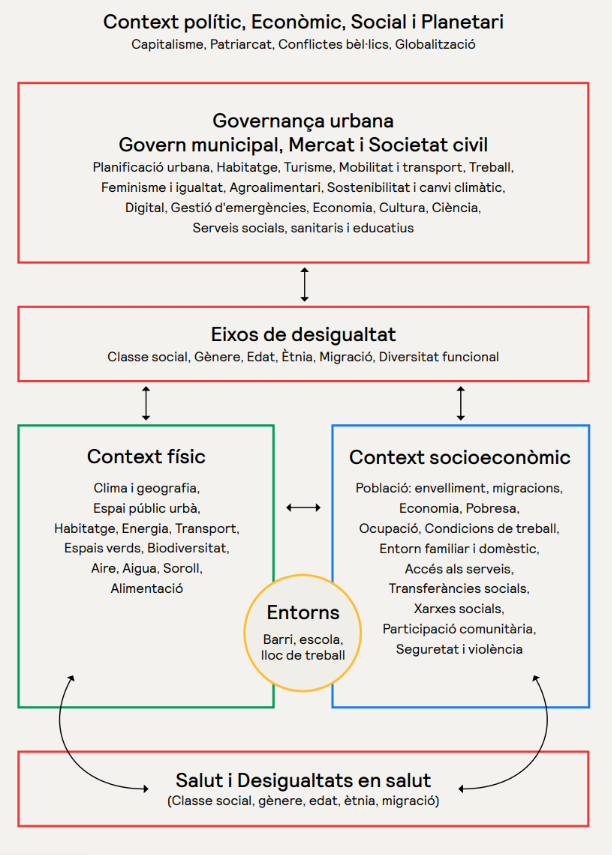 Context polític, Econòmic, Social i Planetari
Capitalisme, Patriarcat, Conflictes bèl·lics, Globalització
Governança urbana
Govern municipal, Mercat i Societat civil
Planificació urbana, Habitatge, Turisme, Mobilitat i transport, Treball,
Feminisme i igualtat, Agroalimentari, Sostenibilitat i canvi climàtic,
Digital, Gestió d'emergències, Economia, Cultura, Ciència,
Serveis socials, sanitaris i educatius
Eixos de desigualtat
Classe social, Gènere, Edat, Ètnia, Migració, Diversitat funcional
Context físic
Clima i geografia,
Espai públic urbà,
Habitatge, Energia, Transport,
Espais verds, Biodiversitat,
Aire, Aigua, Soroll,
Alimentació
Context socioeconòmic
Població: envelliment, migracions,
Economia, Pobresa,
Ocupació, Condicions de treball,
Entorn familiar i domèstic,
Accés als serveis,
Transferàncies socials,
Xarxes socials,
Participació comunitària,
Seguretat i violència
Entorns
Barri, escola,
lloc de treball
Salut i Desigualtats en salut
(Classe social, gènere, edat, ètnia, migració)